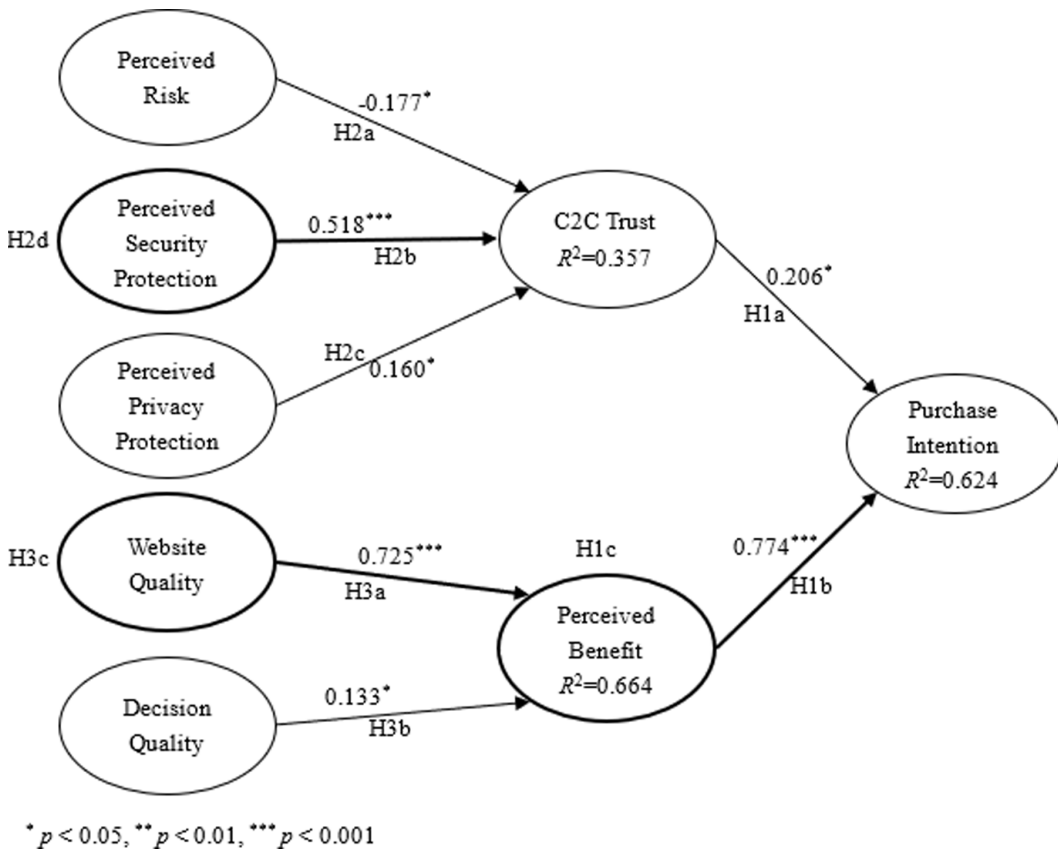 Perceived
Risk
-0.177*
H2a
H2d
Perceived
Security
Protection
0.518***
H2b
C2C Trust
R²=0.357
0.206*
H1a
Perceived
Privacy
Protection
H2c
0.160*
Purchase
Intention
R²=0.624
H3c
Website
Quality
0.725***
H3a
H1c
Perceived
Benefit
R²=0.664
0.774***
H1b
Decision
Quality
0.133*
H3b
* p < 0.05, ** p < 0.01, *** p < 0.001